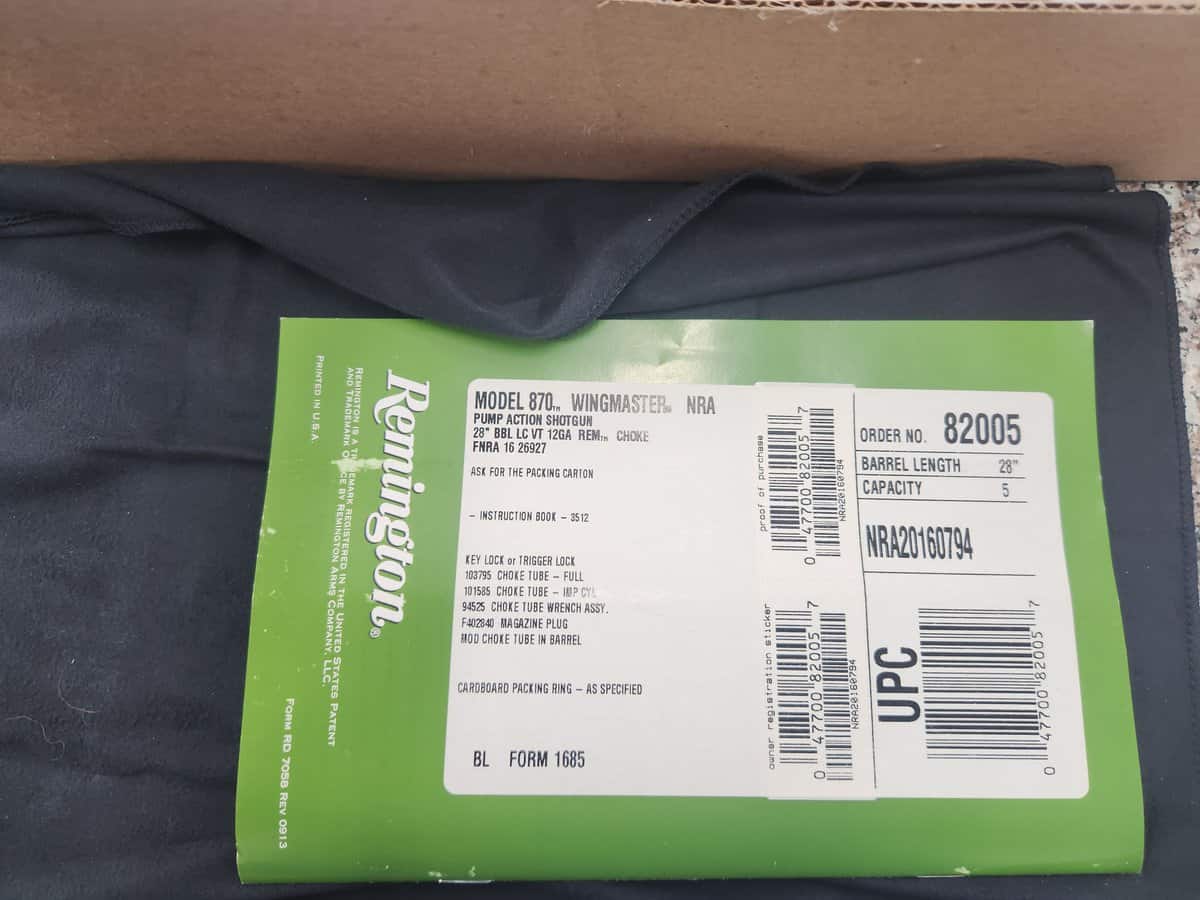 MODEL 870™ WINGMASTER® NRA
PUMP ACTION SHOTGUN
28" BBL LC VT 12GA REM™ CHOKE
FNRA 16 26927
ASK FOR THE PACKING CARTON
- INSTRUCTION BOOK - 3512
KEY LOCK or TRIGGER LOCK
103795 CHOKE TUBE - FULL
101585 CHOKE TUBE - IMP CYL
94525 CHOKE TUBE WRENCH ASSY.
F402840 MAGAZINE PLUG
MOD CHOKE TUBE IN BARREL
CARDBOARD PACKING RING - AS SPECIFIED
BL FORM 1685
proof of purchase
0 47700 82005 7
NRA20160794
owner registration sticker
0 47700 82005 7
NRA20160794
ORDER NO. 82005
BARREL LENGTH 28"
CAPACITY 5
NRA20160794
UPC
0 47700 82005 7
Remington®
REMINGTON IS A TRADEMARK REGISTERED IN THE UNITED STATES PATENT
AND TRADEMARK OFFICE BY REMINGTON ARMS COMPANY, LLC.
PRINTED IN U.S.A.
FORM RD 7058 REV 0913